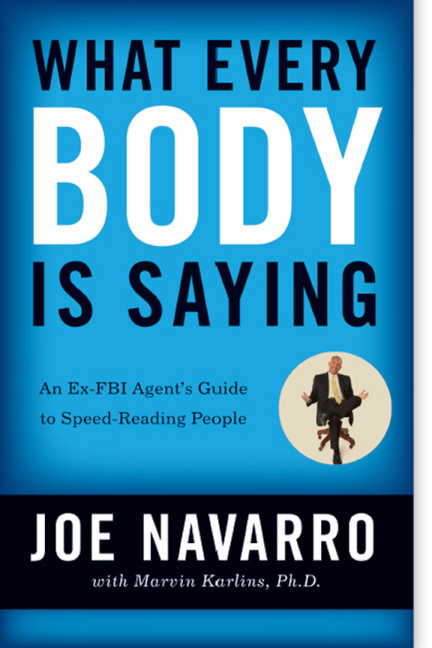 WHAT EVERY
BODY
IS SAYING
An Ex-FBI Agent's Guide
to Speed-Reading People
JOE NAVARRO
with Marvin Karlins, Ph.D.